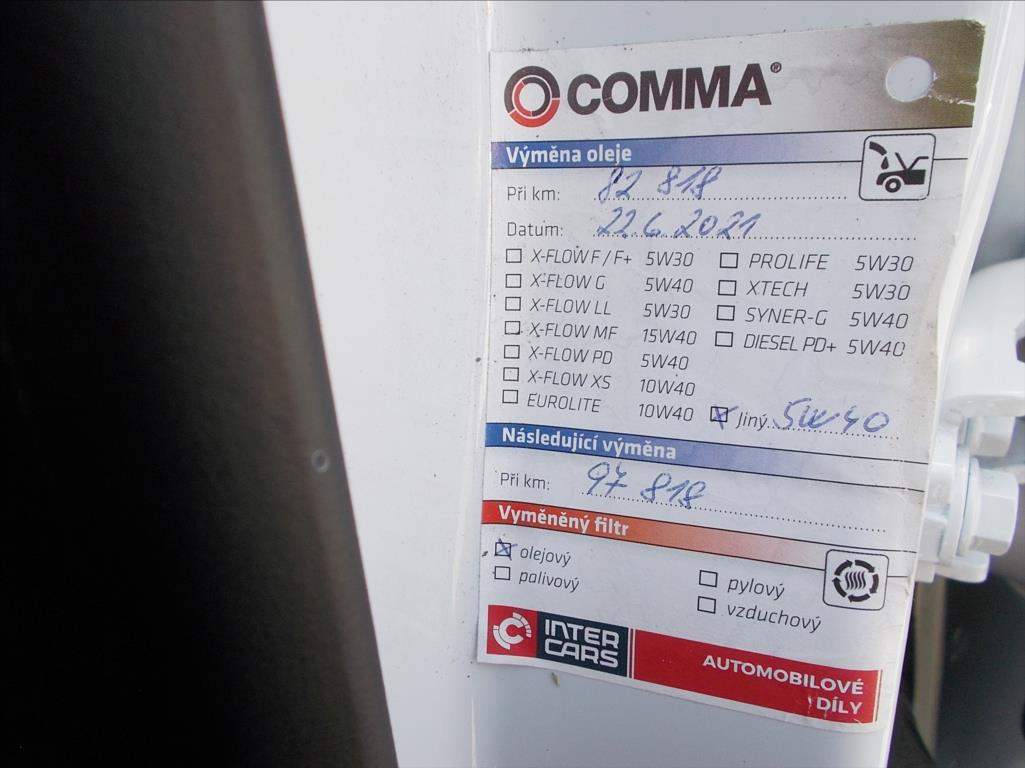 COMMA®
Výměna oleje
Při km: 82 818
Datum: 22.6.2021
X-FLOW F / F+ 5W30 PROLIFE 5W30
X-FLOW G 5W40 XTECH 5W30
X-FLOW LL 5W30 SYNER-G 5W40
X-FLOW MF 15W40 DIESEL PD+ 5W40
X-FLOW PD 5W40
X-FLOW XS 10W40
EUROLITE 10W40 Jiný 5W40
Následující výměna
Při km: 97 818
Vyměněný filtr
olejový pylový
palivový vzduchový
INTER CARS
AUTOMOBILOVÉ
DÍLY